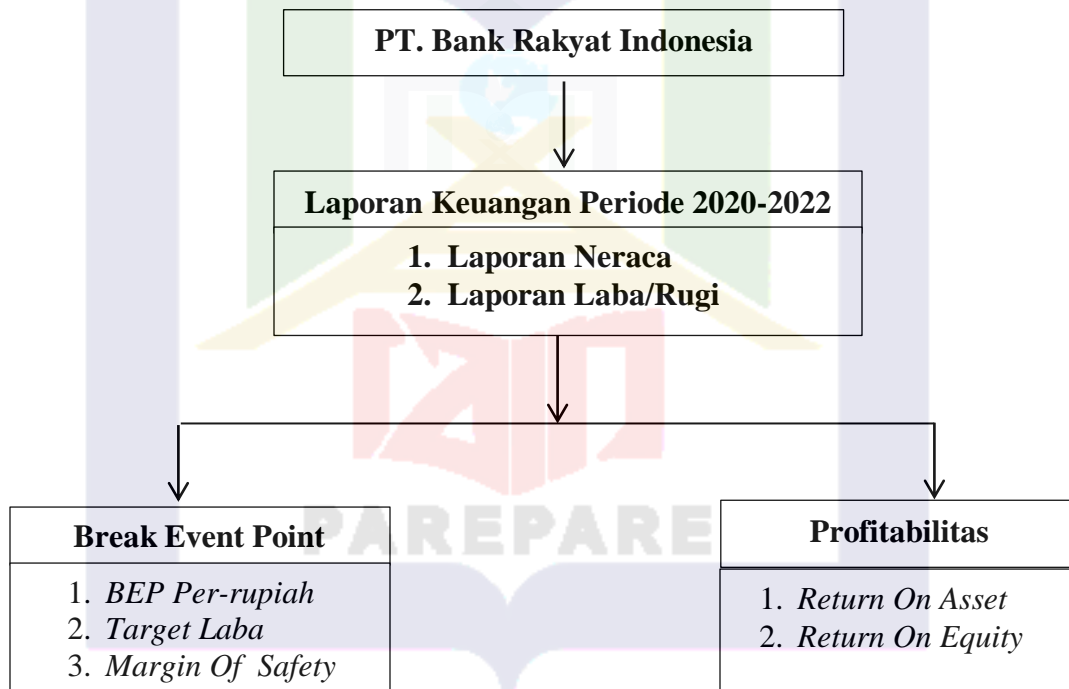 PT. Bank Rakyat Indonesia
Laporan Keuangan Periode 2020-2022
1. Laporan Neraca
2. Laporan Laba/Rugi
Break Event Point
1. BEP Per-rupiah
2. Target Laba
3. Margin Of Safety
Profitabilitas
1. Return On Asset
2. Return On Equity
PAREPARE